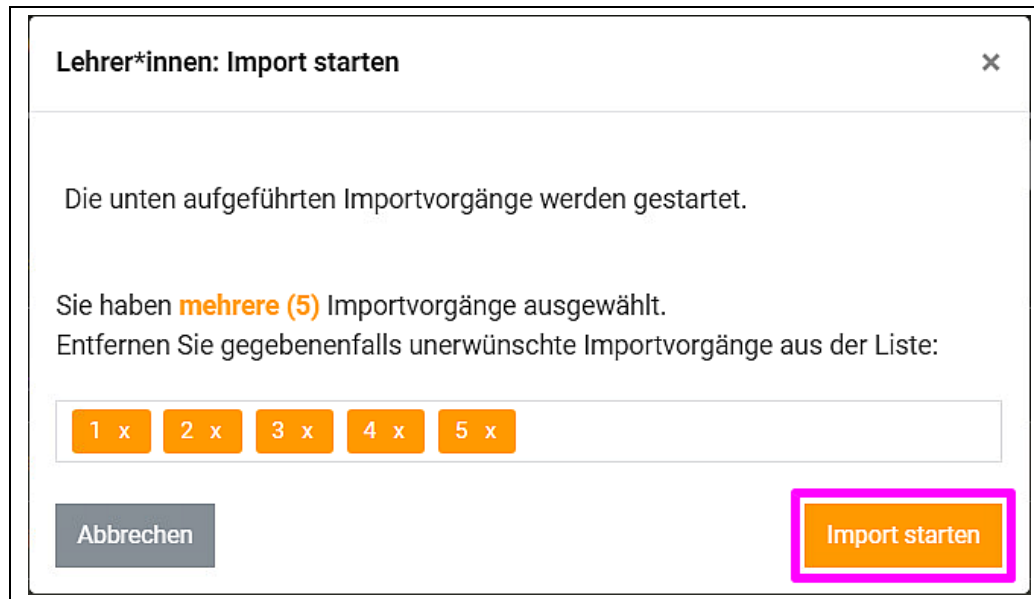 Lehrer*innen: Import starten ×
Die unten aufgeführten Importvorgänge werden gestartet.
Sie haben mehrere (5) Importvorgänge ausgewählt.
Entfernen Sie gegebenenfalls unerwünschte Importvorgänge aus der Liste:
1 x 2 x 3 x 4 x 5 x
Abbrechen Import starten